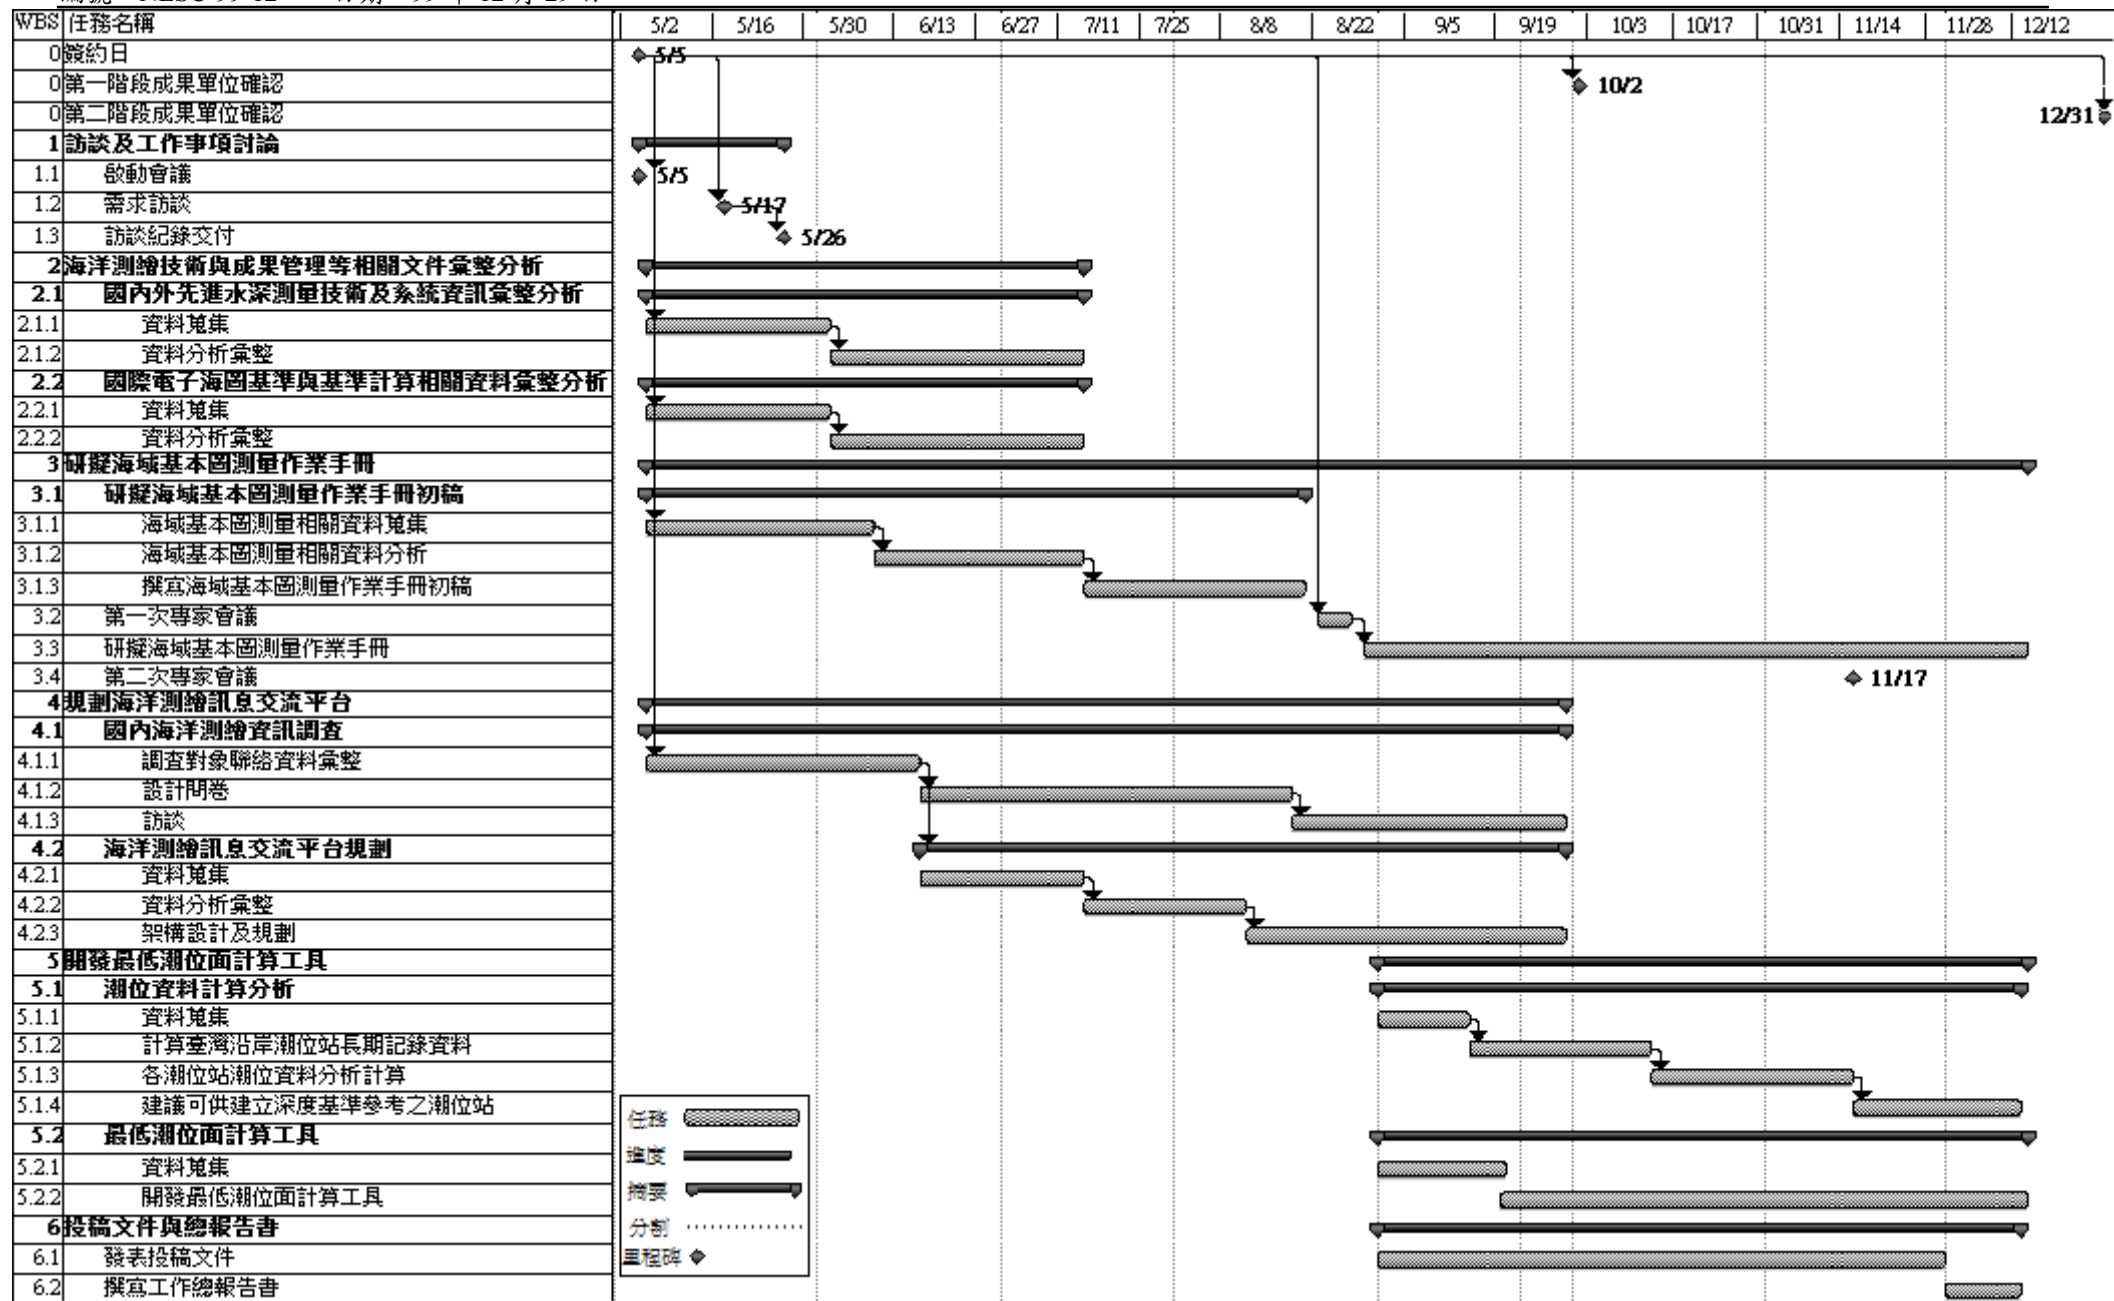 WBS 任務名稱 5/2 5/16 5/30 6/13 6/27 7/11 7/25 8/8 8/22 9/5 9/19 10/3 10/17 10/31 11/14 11/28 12/12
0 簽約日 5/5
0 第一階段成果單位確認 10/2
0 第二階段成果單位確認 12/31
1 訪談及工作事項討論
1.1 啟動會議 5/5
1.2 需求訪談 5/17
1.3 訪談紀錄交付 5/26
2 海洋測繪技術與成果管理等相關文件彙整分析
2.1 國內外先進水深測量技術及系統資訊彙整分析
2.1.1 資料蒐集
2.1.2 資料分析彙整
2.2 國際電子海圖基準與基準計算相關資料彙整分析
2.2.1 資料蒐集
2.2.2 資料分析彙整
3 研擬海域基本圖測量作業手冊
3.1 研擬海域基本圖測量作業手冊初稿
3.1.1 海域基本圖測量相關資料蒐集
3.1.2 海域基本圖測量相關資料分析
3.1.3 撰寫海域基本圖測量作業手冊初稿
3.2 第一次專家會議
3.3 研擬海域基本圖測量作業手冊
3.4 第二次專家會議 11/17
4 規劃海洋測繪訊息交流平台
4.1 國內海洋測繪資訊調查
4.1.1 調查對象聯絡資料彙整
4.1.2 設計問卷
4.1.3 訪談
4.2 海洋測繪訊息交流平台規劃
4.2.1 資料蒐集
4.2.2 資料分析彙整
4.2.3 架構設計及規劃
5 開發最低潮位面計算工具
5.1 潮位資料計算分析
5.1.1 資料蒐集
5.1.2 計算臺灣沿岸潮位站長期記錄資料
5.1.3 各潮位站潮位資料分析計算
5.1.4 建議可供建立深度基準參考之潮位站
5.2 最低潮位面計算工具
5.2.1 資料蒐集
5.2.2 開發最低潮位面計算工具
6 投稿文件與總報告書
6.1 發表投稿文件
6.2 撰寫工作總報告書
任務
進度
摘要
分割
里程碑